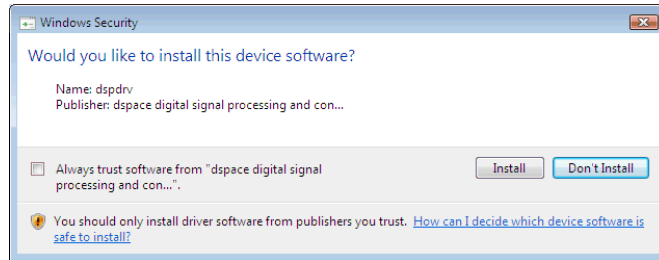 Windows Security
Would you like to install this device software?
Name: dspdrv
Publisher: dspace digital signal processing and con...
Always trust software from "dspace digital signal
processing and con...".
Install
Don't Install
You should only install driver software from publishers you trust. How can I decide which device software is
safe to install?